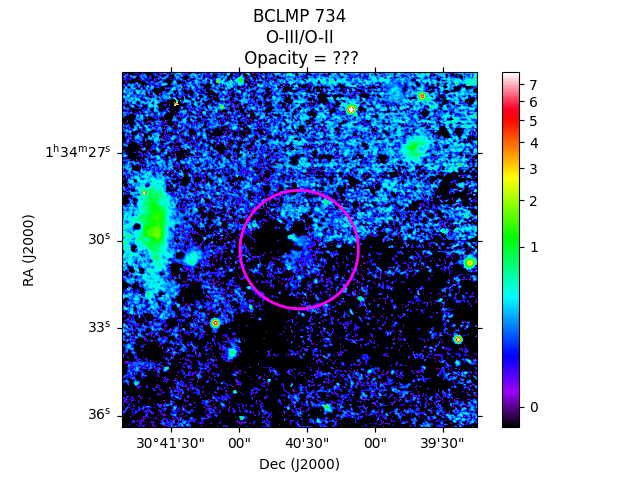 BCLMP 734
O-III/O-II
Opacity = ???
RA (J2000)
1ʰ34ᵐ27ˢ
30ˢ
33ˢ
36ˢ
30°41'30" 00" 40'30" 00" 39'30"
Dec (J2000)
7
6
5
4
3
2
1
0